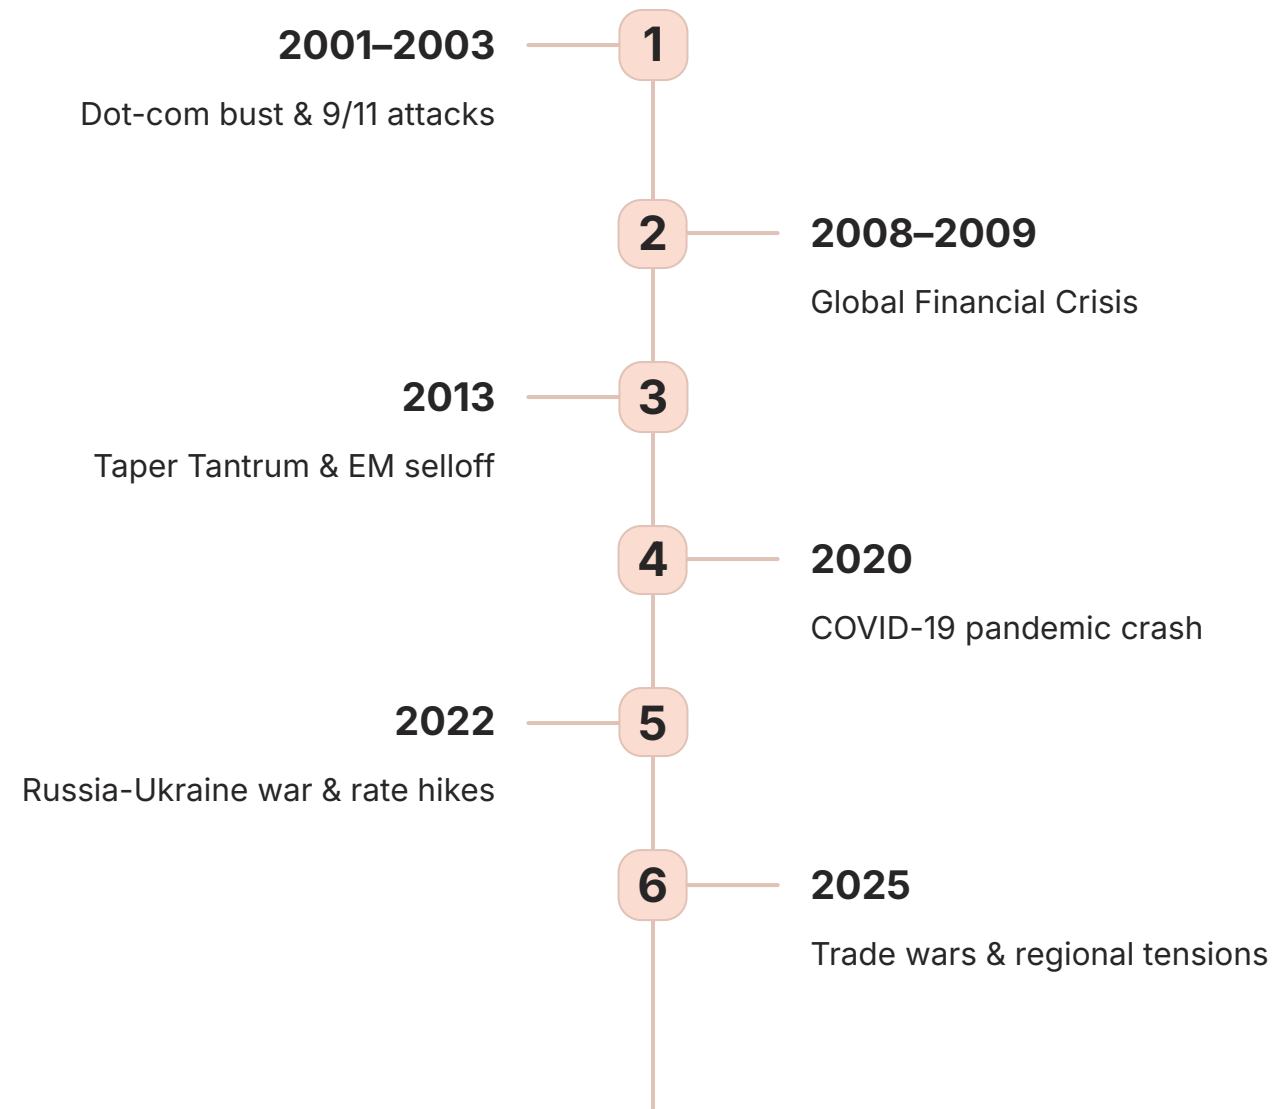 1
2001–2003
Dot-com bust & 9/11 attacks
2
2008–2009
Global Financial Crisis
3
2013
Taper Tantrum & EM selloff
4
2020
COVID-19 pandemic crash
5
2022
Russia-Ukraine war & rate hikes
6
2025
Trade wars & regional tensions